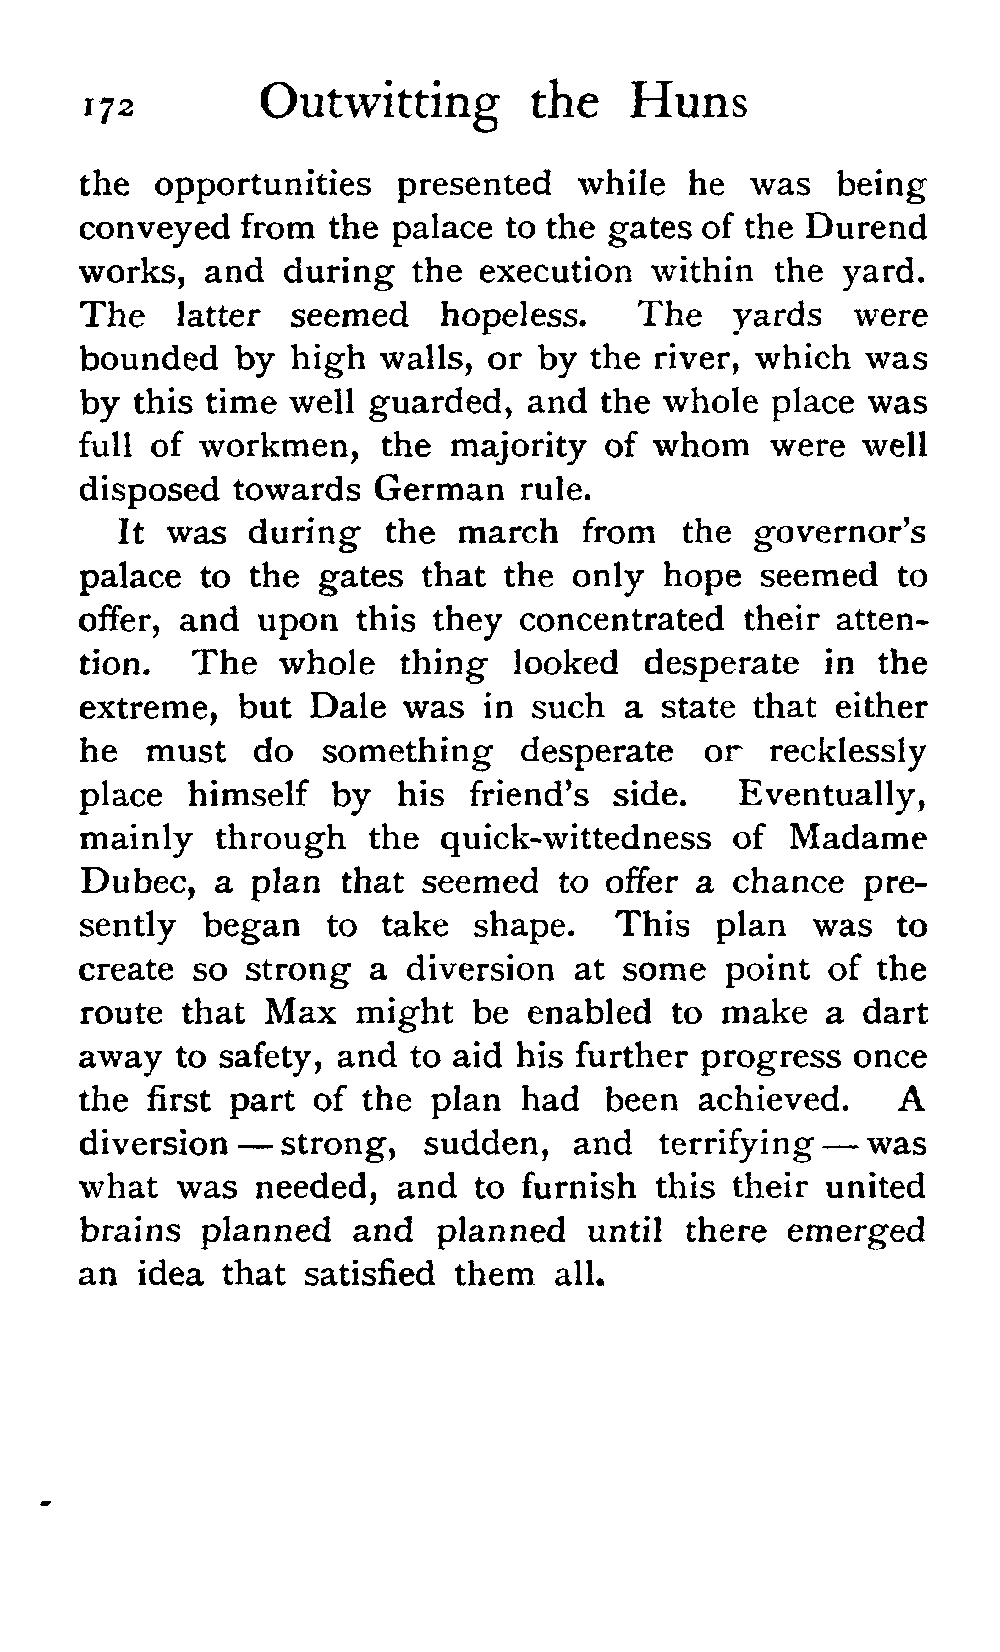 172 Outwitting the Huns
the opportunities presented while he was being
conveyed from the palace to the gates of the Durend
works, and during the execution within the yard.
The latter seemed hopeless. The yards were
bounded by high walls, or by the river, which was
by this time well guarded, and the whole place was
full of workmen, the majority of whom were well
disposed towards German rule.
It was during the march from the governor's
palace to the gates that the only hope seemed to
offer, and upon this they concentrated their atten-
tion. The whole thing looked desperate in the
extreme, but Dale was in such a state that either
he must do something desperate or recklessly
place himself by his friend's side. Eventually,
mainly through the quick-wittedness of Madame
Dubec, a plan that seemed to offer a chance pre-
sently began to take shape. This plan was to
create so strong a diversion at some point of the
route that Max might be enabled to make a dart
away to safety, and to aid his further progress once
the first part of the plan had been achieved. A
diversion — strong, sudden, and terrifying — was
what was needed, and to furnish this their united
brains planned and planned until there emerged
an idea that satisfied them all.